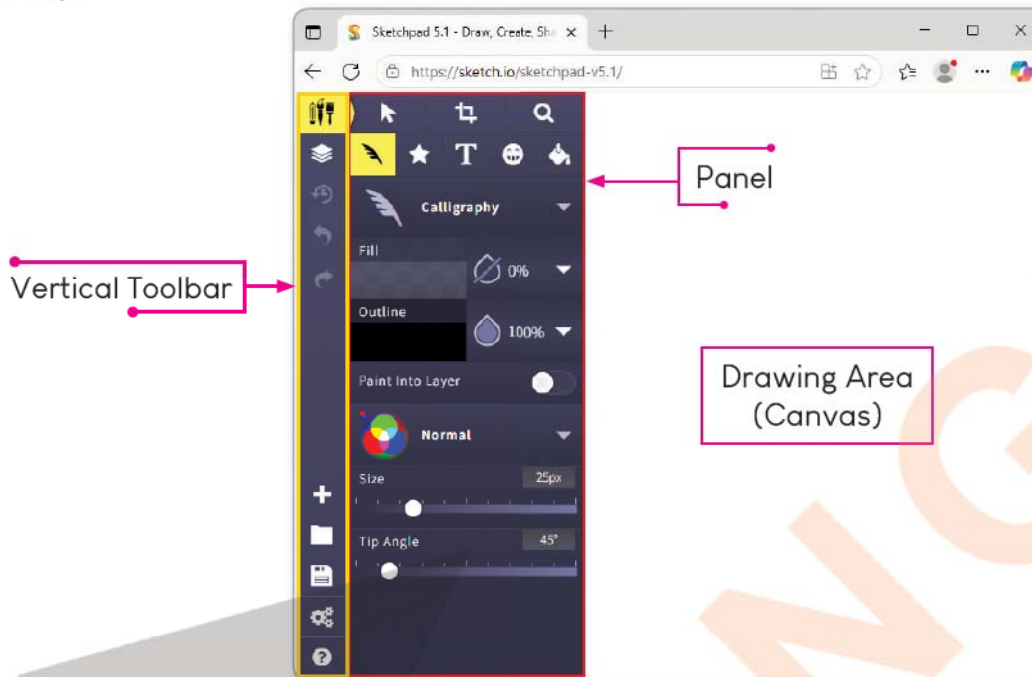 Sketchpad 5.1 - Draw, Create, Sha
https://sketch.io/sketchpad-v5.1/
T
Calligraphy
Fill
0%
Outline
100%
Paint Into Layer
Normal
Size
25px
Tip Angle
45°
?
Vertical Toolbar
Panel
Drawing Area
(Canvas)
NG